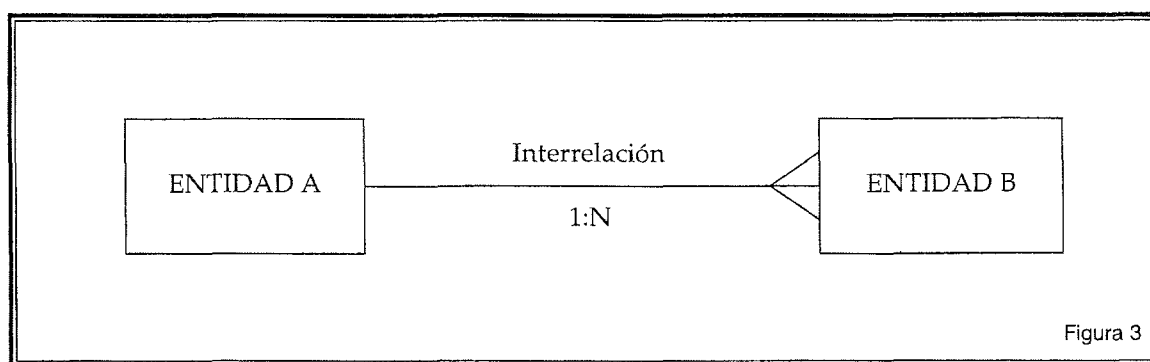 Interrelación
ENTIDAD A
ENTIDAD B
1:N
Figura 3